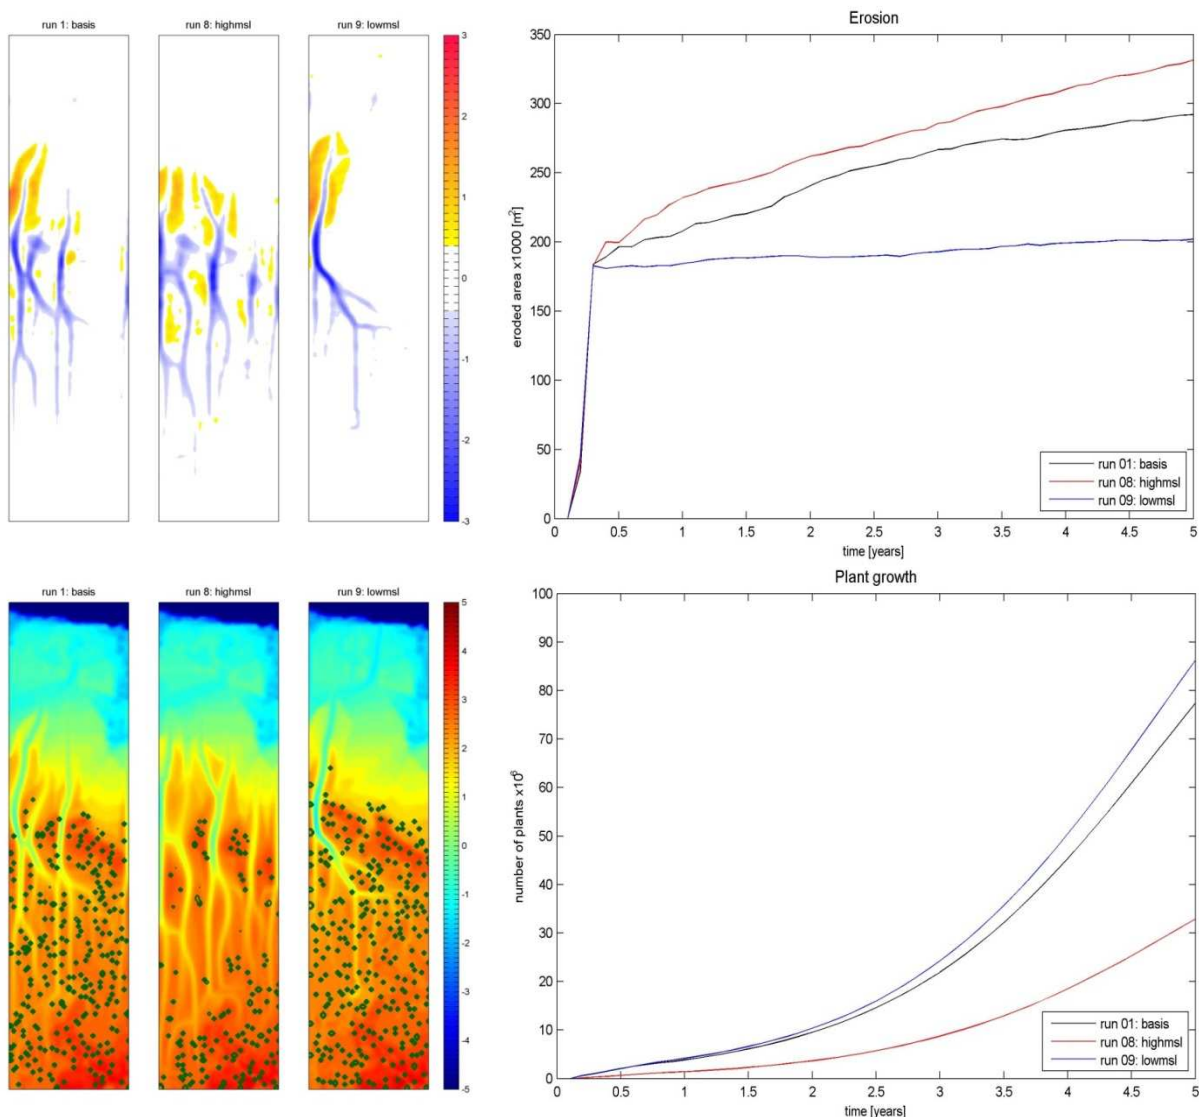 run 1: basis
run 8: highmsl
run 9: lowmsl
3
2
1
0
-1
-2
-3
Erosion
350
300
250
200
150
100
50
0
eroded area x1000 [m²]
0 0.5 1 1.5 2 2.5 3 3.5 4 4.5 5
time [years]
run 01: basis
run 08: highmsl
run 09: lowmsl
run 1: basis
run 8: highmsl
run 9: lowmsl
5
4
3
2
1
0
-1
-2
-3
-4
-5
Plant growth
100
90
80
70
60
50
40
30
20
10
0
number of plants x10⁶
0.5 1 1.5 2 2.5 3 3.5 4 4.5 5
time [years]
run 01: basis
run 08: highmsl
run 09: lowmsl